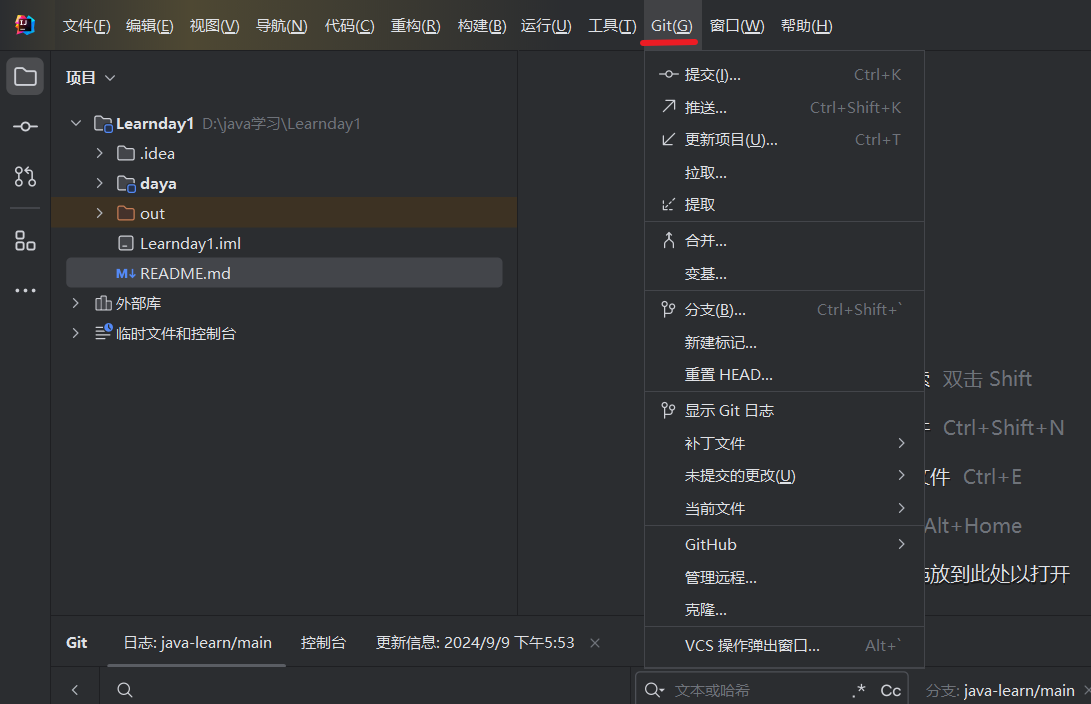 文件(F) 编辑(E) 视图(V) 导航(N) 代码(C) 重构(R) 构建(B) 运行(U) 工具(T) Git(G) 窗口(W) 帮助(H)
项目
Learnday1 D:\java学习\Learnday1
.idea
daya
out
Learnday1.iml
README.md
外部库
临时文件和控制台
提交(I)... Ctrl+K
推送... Ctrl+Shift+K
更新项目(U)... Ctrl+T
拉取...
提取
合并...
变基...
分支(B)... Ctrl+Shift+`
新建标记...
重置 HEAD...
显示 Git 日志
补丁文件
未提交的更改(U)
当前文件
GitHub
管理远程...
克隆...
VCS 操作弹出窗口... Alt+`
双击 Shift
Ctrl+Shift+N
文件 Ctrl+E
Alt+Home
放到此处以打开
Git 日志: java-learn/main 控制台 更新信息: 2024/9/9 下午5:53
文本或哈希 .* Cc 分支: java-learn/main